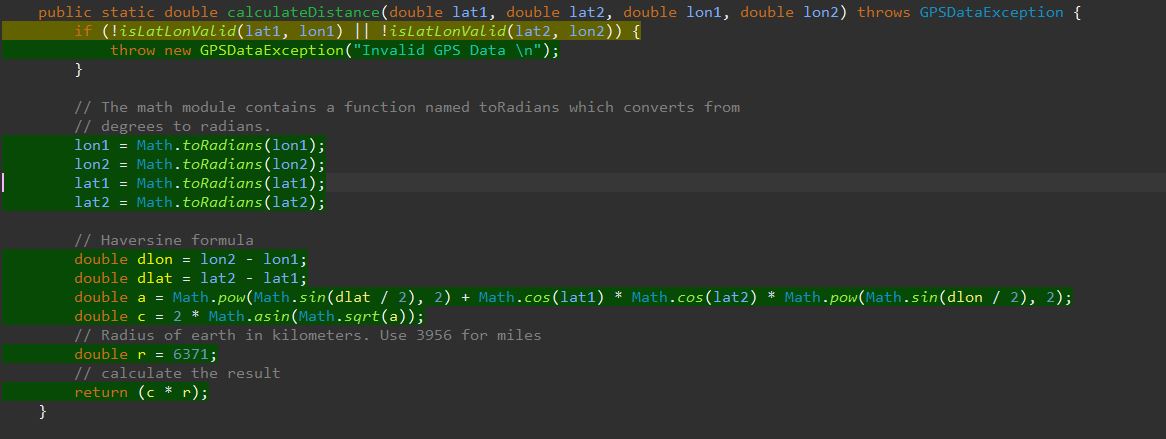 public static double calculateDistance(double lat1, double lat2, double lon1, double lon2) throws GPSDataException {
if (!isLatLonValid(lat1, lon1) || !isLatLonValid(lat2, lon2)) {
throw new GPSDataException("Invalid GPS Data \n");
}
// The math module contains a function named toRadians which converts from
// degrees to radians.
lon1 = Math.toRadians(lon1);
lon2 = Math.toRadians(lon2);
lat1 = Math.toRadians(lat1);
lat2 = Math.toRadians(lat2);
// Haversine formula
double dlon = lon2 - lon1;
double dlat = lat2 - lat1;
double a = Math.pow(Math.sin(dlat / 2), 2) + Math.cos(lat1) * Math.cos(lat2) * Math.pow(Math.sin(dlon / 2), 2);
double c = 2 * Math.asin(Math.sqrt(a));
// Radius of earth in kilometers. Use 3956 for miles
double r = 6371;
// calculate the result
return (c * r);
}